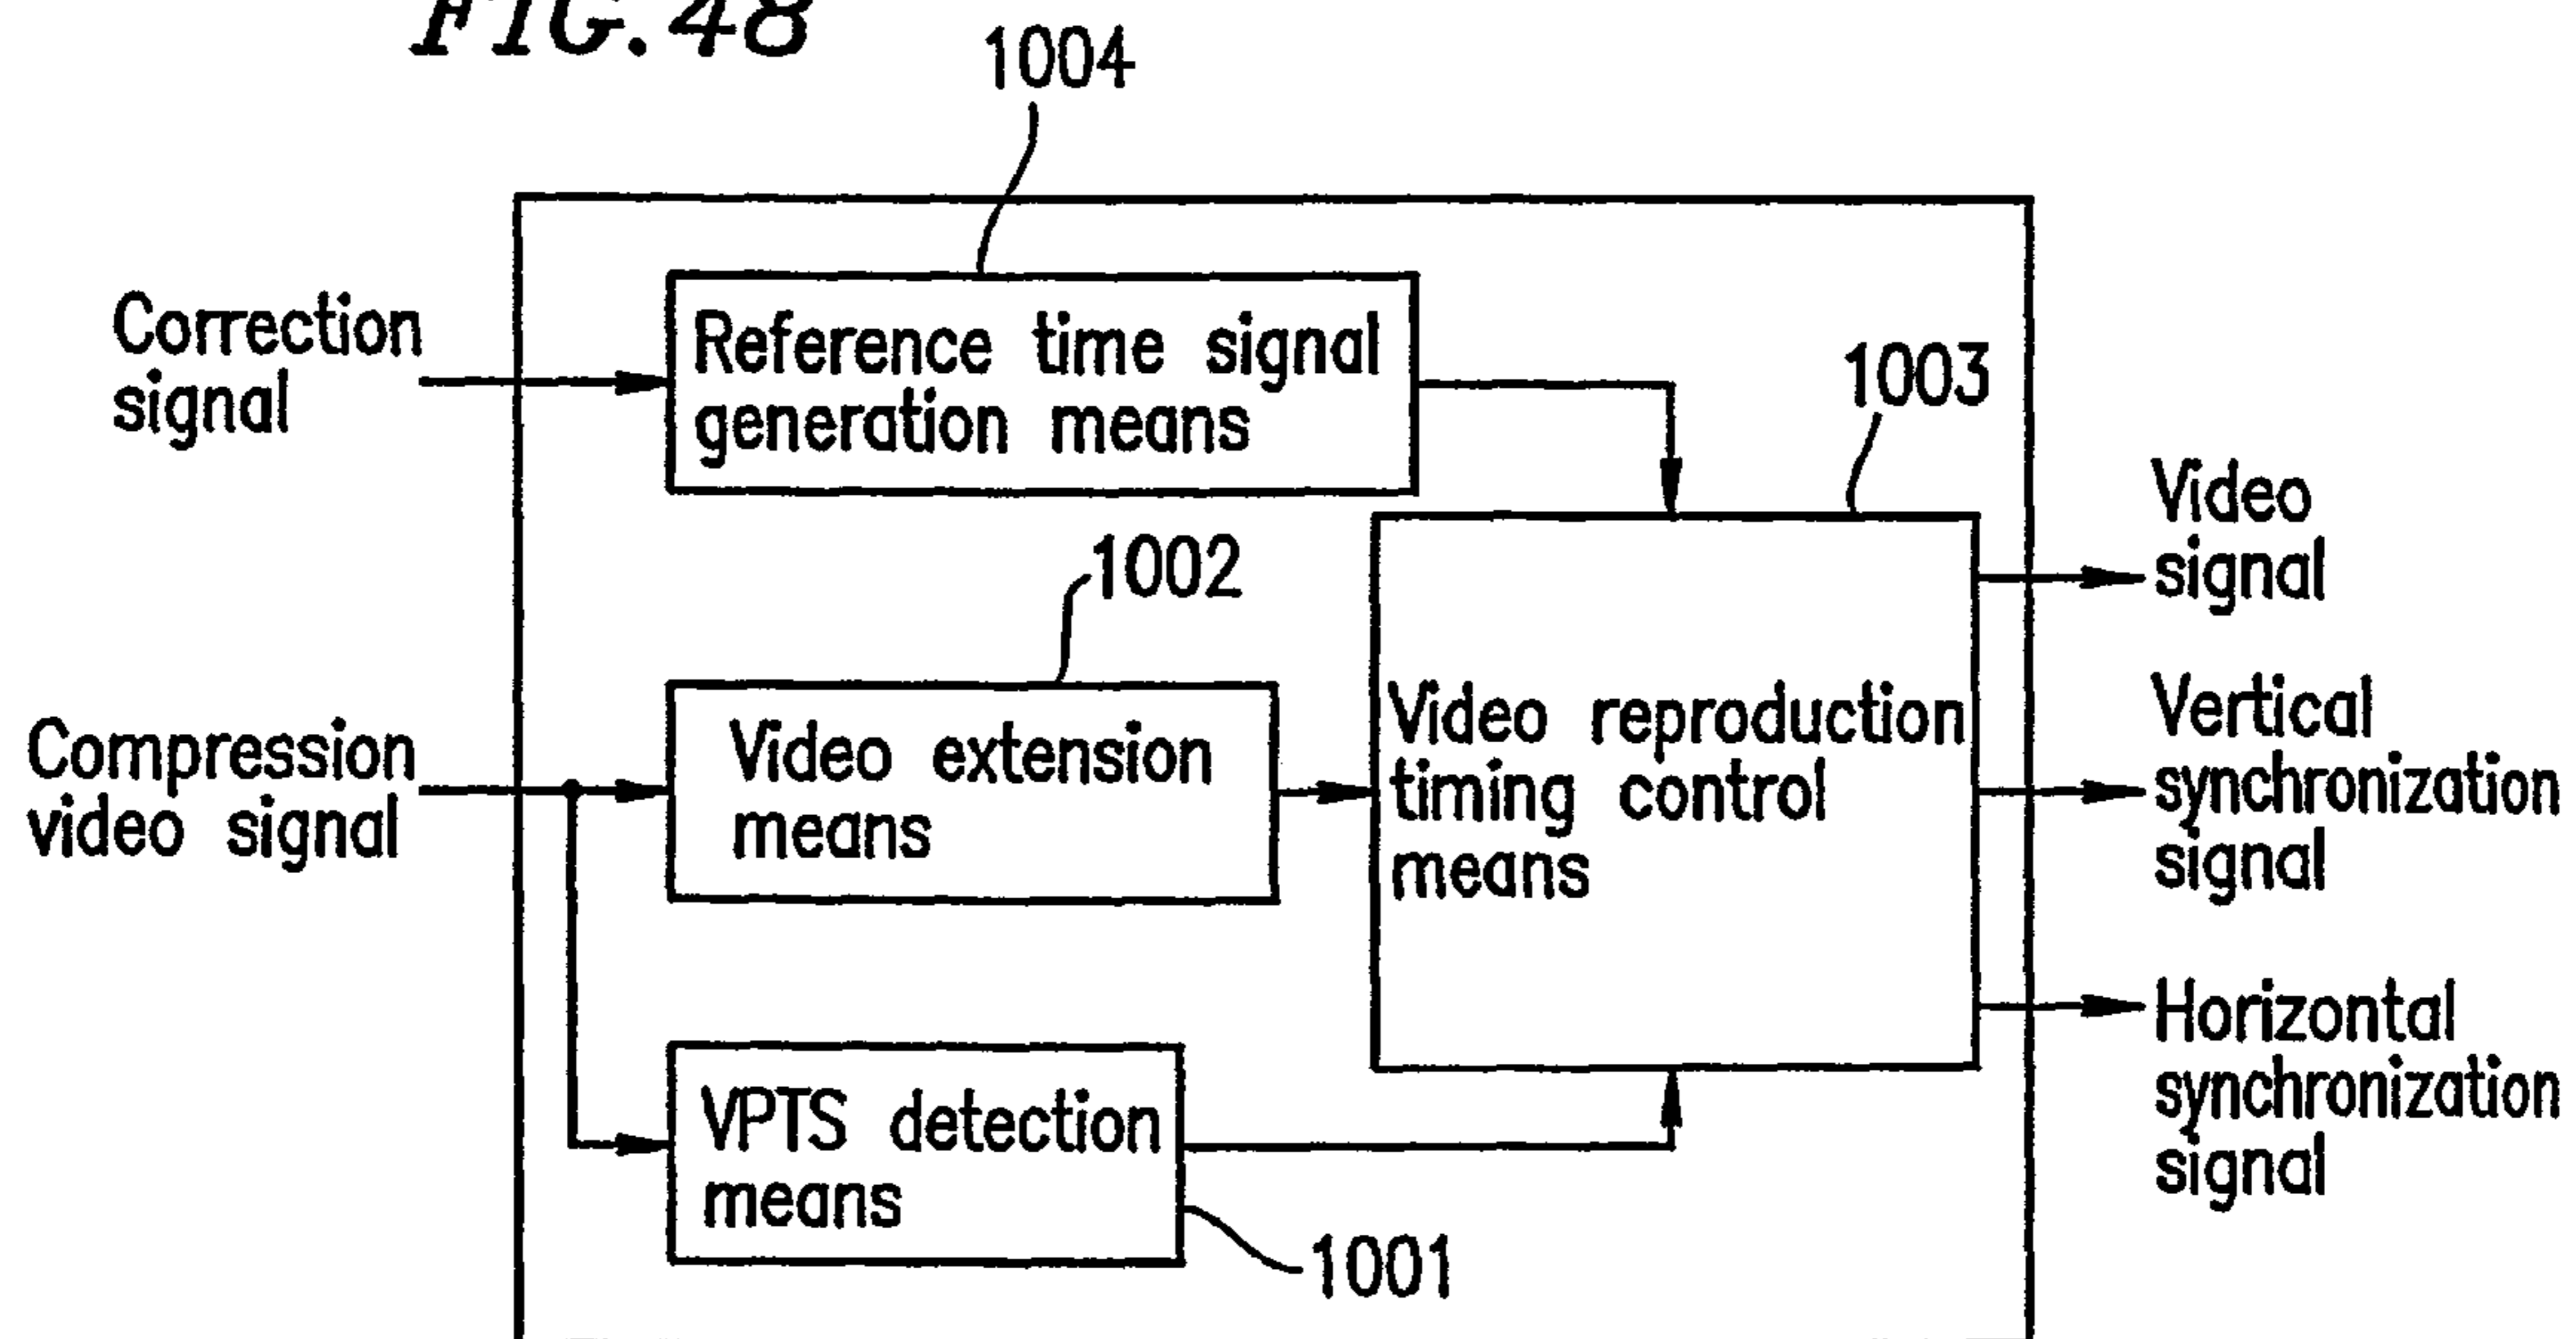 FIG. 48
1004
Correction
signal
Reference time signal
generation means
1003
Video
signal
1002
Compression
video signal
Video extension
means
Video reproduction
timing control
means
Vertical
synchronization
signal
VPTS detection
means
1001
Horizontal
synchronization
signal